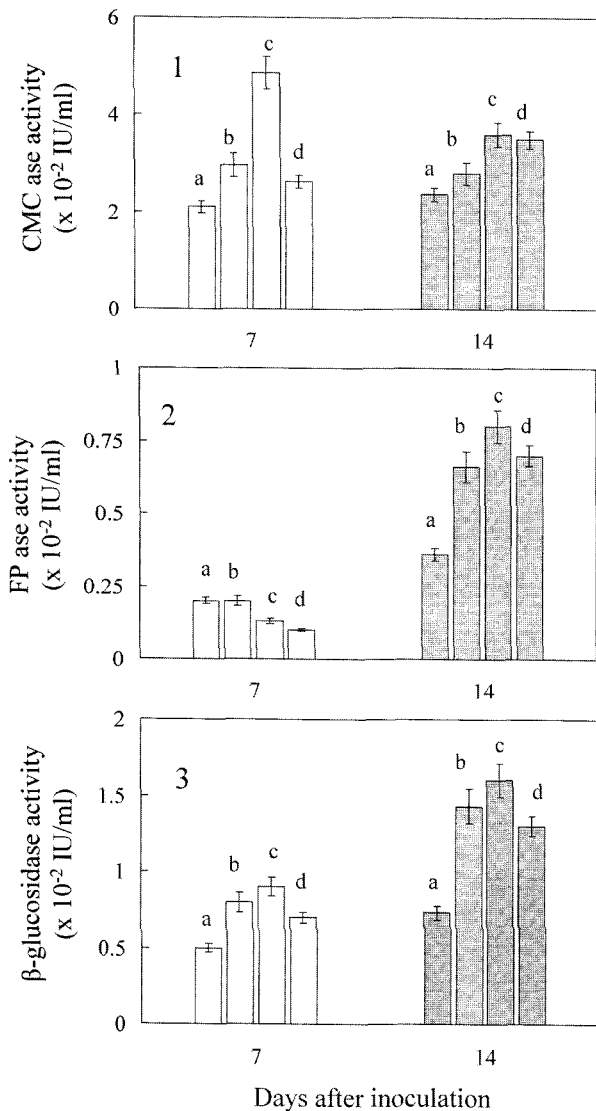 6
1
c
CMC ase activity
(x 10⁻² IU/ml)
4
b
a
d
c
d
b
a
2
0
7
14
1
2
c
FP ase activity
(x 10⁻² IU/ml)
0.75
b
d
0.5
a
0.25
a
b
c
d
0
7
14
2
3
c
β-glucosidase activity
(x 10⁻² IU/ml)
b
d
1.5
1
c
b
d
a
a
0.5
0
7
14
Days after inoculation